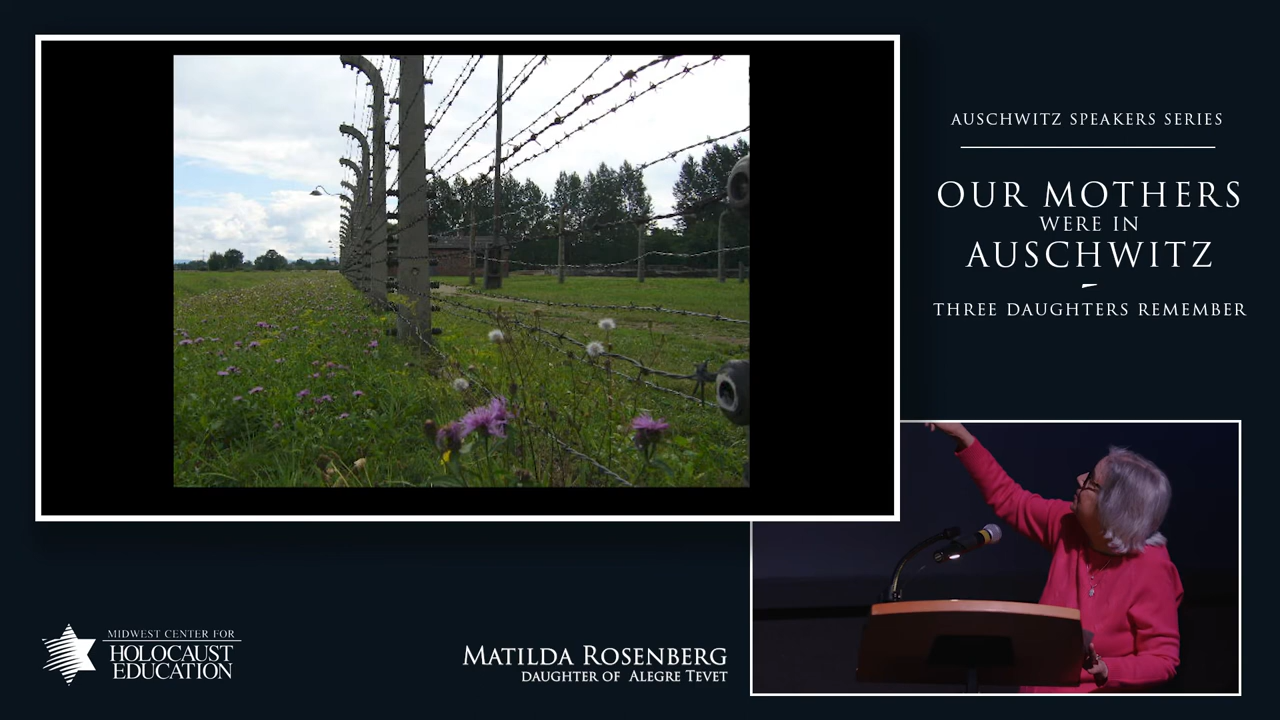 AUSCHWITZ SPEAKERS SERIES
OUR MOTHERS
WERE IN
AUSCHWITZ
THREE DAUGHTERS REMEMBER
MIDWEST CENTER FOR
HOLOCAUST
EDUCATION
MATILDA ROSENBERG
DAUGHTER OF ALEGRE TEVET